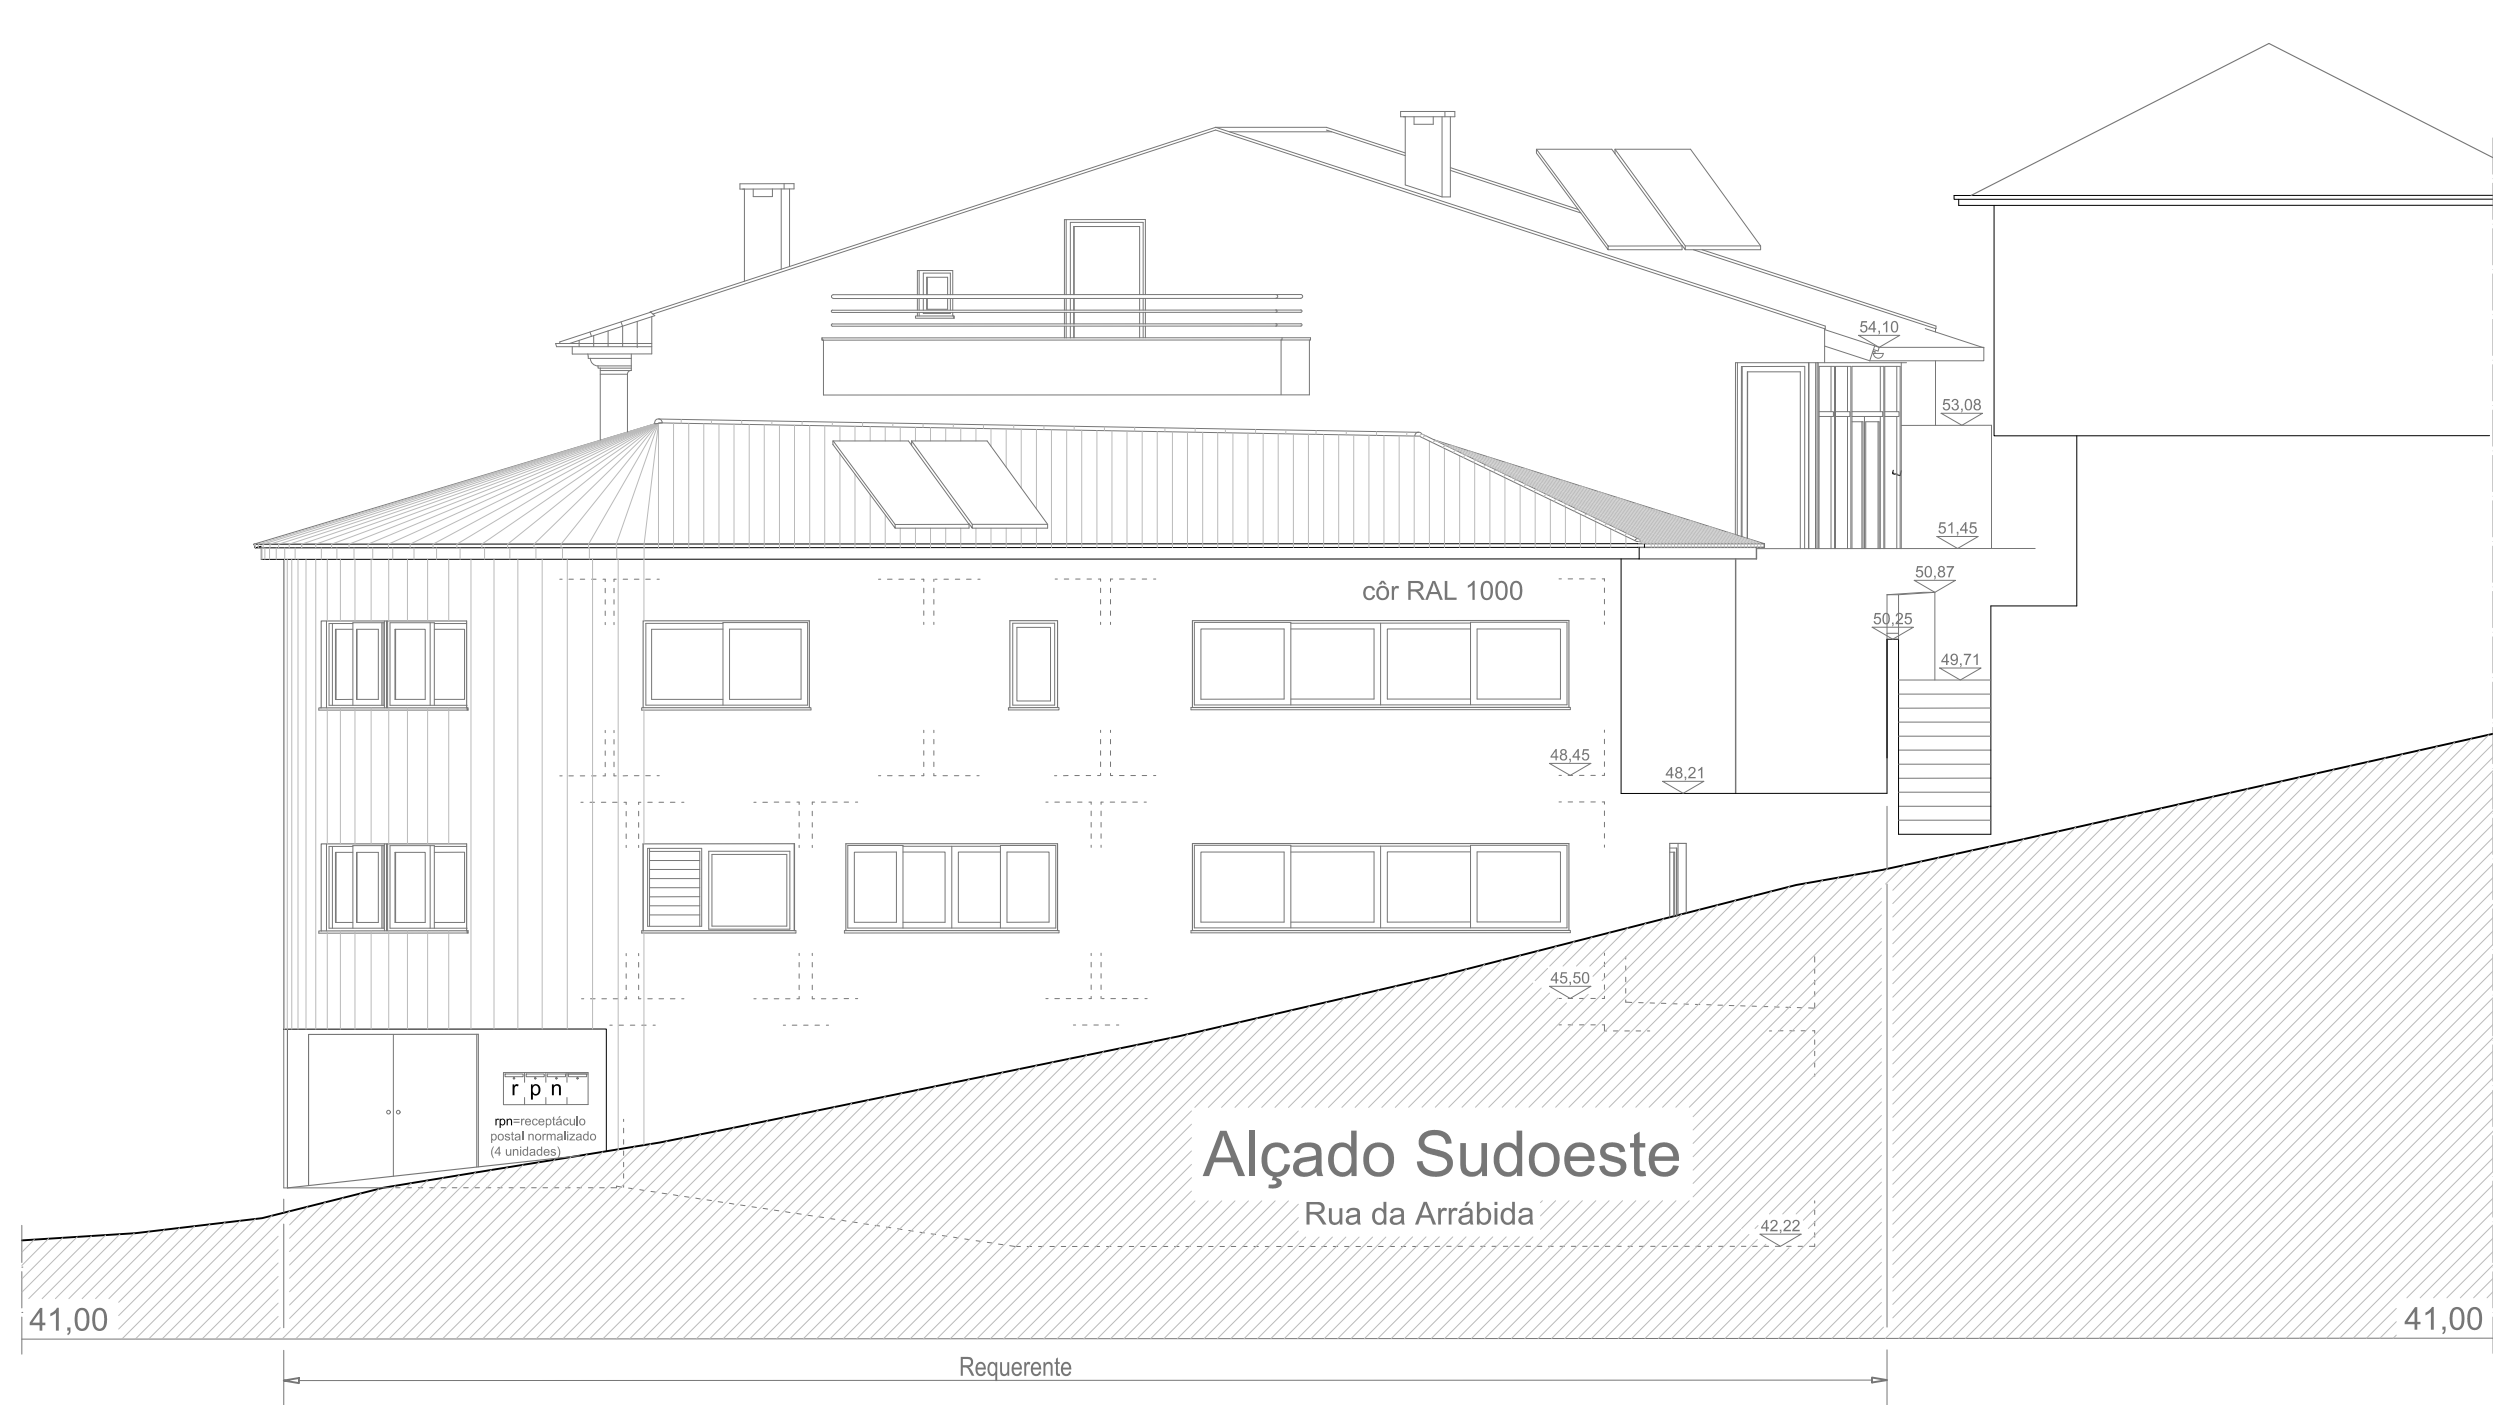 54,10
53,08
51,45
50,87
côr RAL 1000
50,25
49,71
48,45
48,21
45,50
r p n
rpn=receptáculo
postal normalizado
(4 unidades)
Alçado Sudoeste
Rua da Arrábida
42,22
41,00
41,00
Requerente